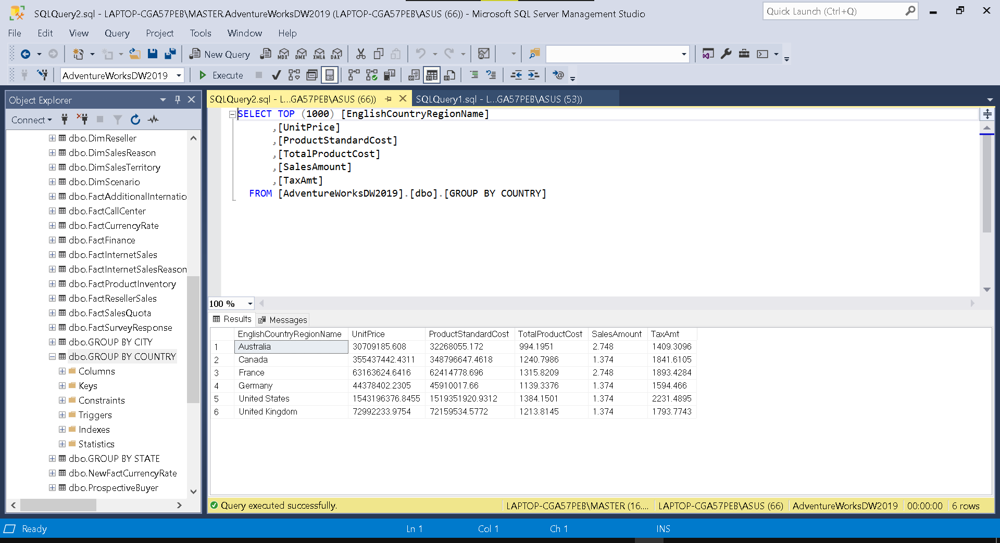 SQLQuery2.sql - LAPTOP-CGA57PEB\MASTER.AdventureWorksDW2019 (LAPTOP-CGA57PEB\ASUS (66)) - Microsoft SQL Server Management Studio
Quick Launch (Ctrl+Q)
File Edit View Query Project Tools Window Help
New Query MDX DMX XMLA DAX
AdventureWorksDW2019 Execute
Object Explorer
Connect
dbo.DimReseller
dbo.DimSalesReason
dbo.DimSalesTerritory
dbo.DimScenario
dbo.FactAdditionalInternatio
dbo.FactCallCenter
dbo.FactCurrencyRate
dbo.FactFinance
dbo.FactInternetSales
dbo.FactInternetSalesReason
dbo.FactProductInventory
dbo.FactResellerSales
dbo.FactSalesQuota
dbo.FactSurveyResponse
dbo.GROUP BY CITY
dbo.GROUP BY COUNTRY
Columns
Keys
Constraints
Triggers
Indexes
Statistics
dbo.GROUP BY STATE
dbo.NewFactCurrencyRate
dbo.ProspectiveBuyer
SQLQuery2.sql - L...GA57PEB\ASUS (66)) SQLQuery1.sql - L...GA57PEB\ASUS (53))
SELECT TOP (1000) [EnglishCountryRegionName]
,[UnitPrice]
,[ProductStandardCost]
,[TotalProductCost]
,[SalesAmount]
,[TaxAmt]
FROM [AdventureWorksDW2019].[dbo].[GROUP BY COUNTRY]
100 %
Results Messages
EnglishCountryRegionName UnitPrice ProductStandardCost TotalProductCost SalesAmount TaxAmt
1 Australia 30709185.608 32268055.172 994.1951 2.748 1409.3096
2 Canada 355437442.4311 348796647.4618 1240.7986 1.374 1841.6105
3 France 63163624.6416 62414778.696 1315.8209 2.748 1893.4284
4 Germany 44378402.2305 45910017.66 1139.3376 1.374 1594.466
5 United States 1543196376.8455 1519351920.9312 1384.1501 1.374 2231.4895
6 United Kingdom 72992233.9754 72159534.5772 1213.8145 1.374 1793.7743
Query executed successfully. LAPTOP-CGA57PEB\MASTER (16.... LAPTOP-CGA57PEB\ASUS (66) AdventureWorksDW2019 00:00:00 6 rows
Ready Ln 1 Col 1 Ch 1 INS